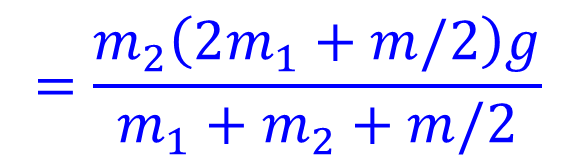 = m₂(2m₁ + m/2)g / m₁ + m₂ + m/2